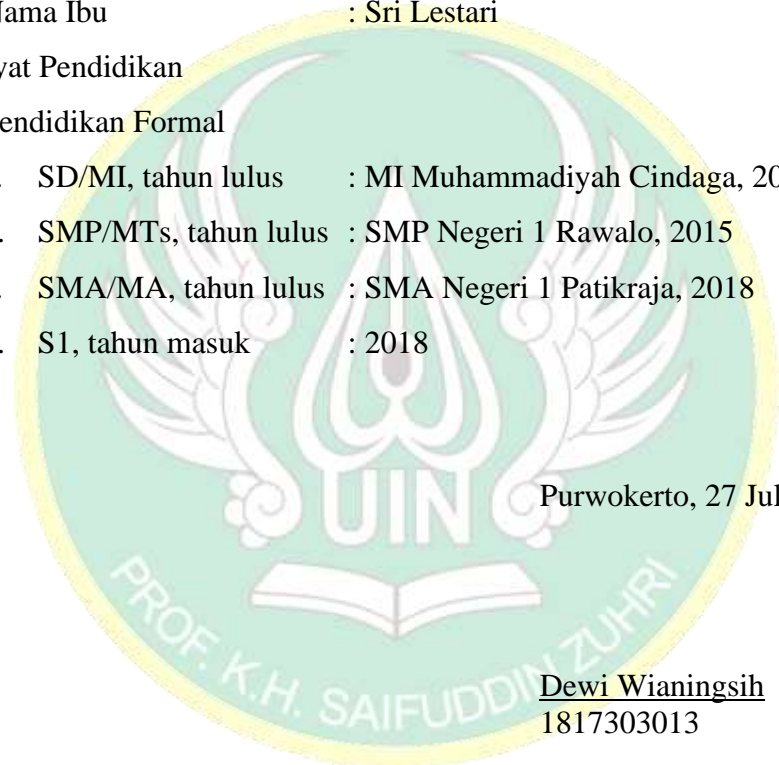 Nama Ibu : Sri Lestari
Pendidikan
Pendidikan Formal
. SD/MI, tahun lulus : MI Muhammadiyah Cindaga, 20
. SMP/MTs, tahun lulus : SMP Negeri 1 Rawalo, 2015
. SMA/MA, tahun lulus : SMA Negeri 1 Patikraja, 2018
. S1, tahun masuk : 2018
Purwokerto, 27 Jul
UIN
PROF. K.H. SAIFUDDIN ZUHRI
Dewi Wianingsih
1817303013